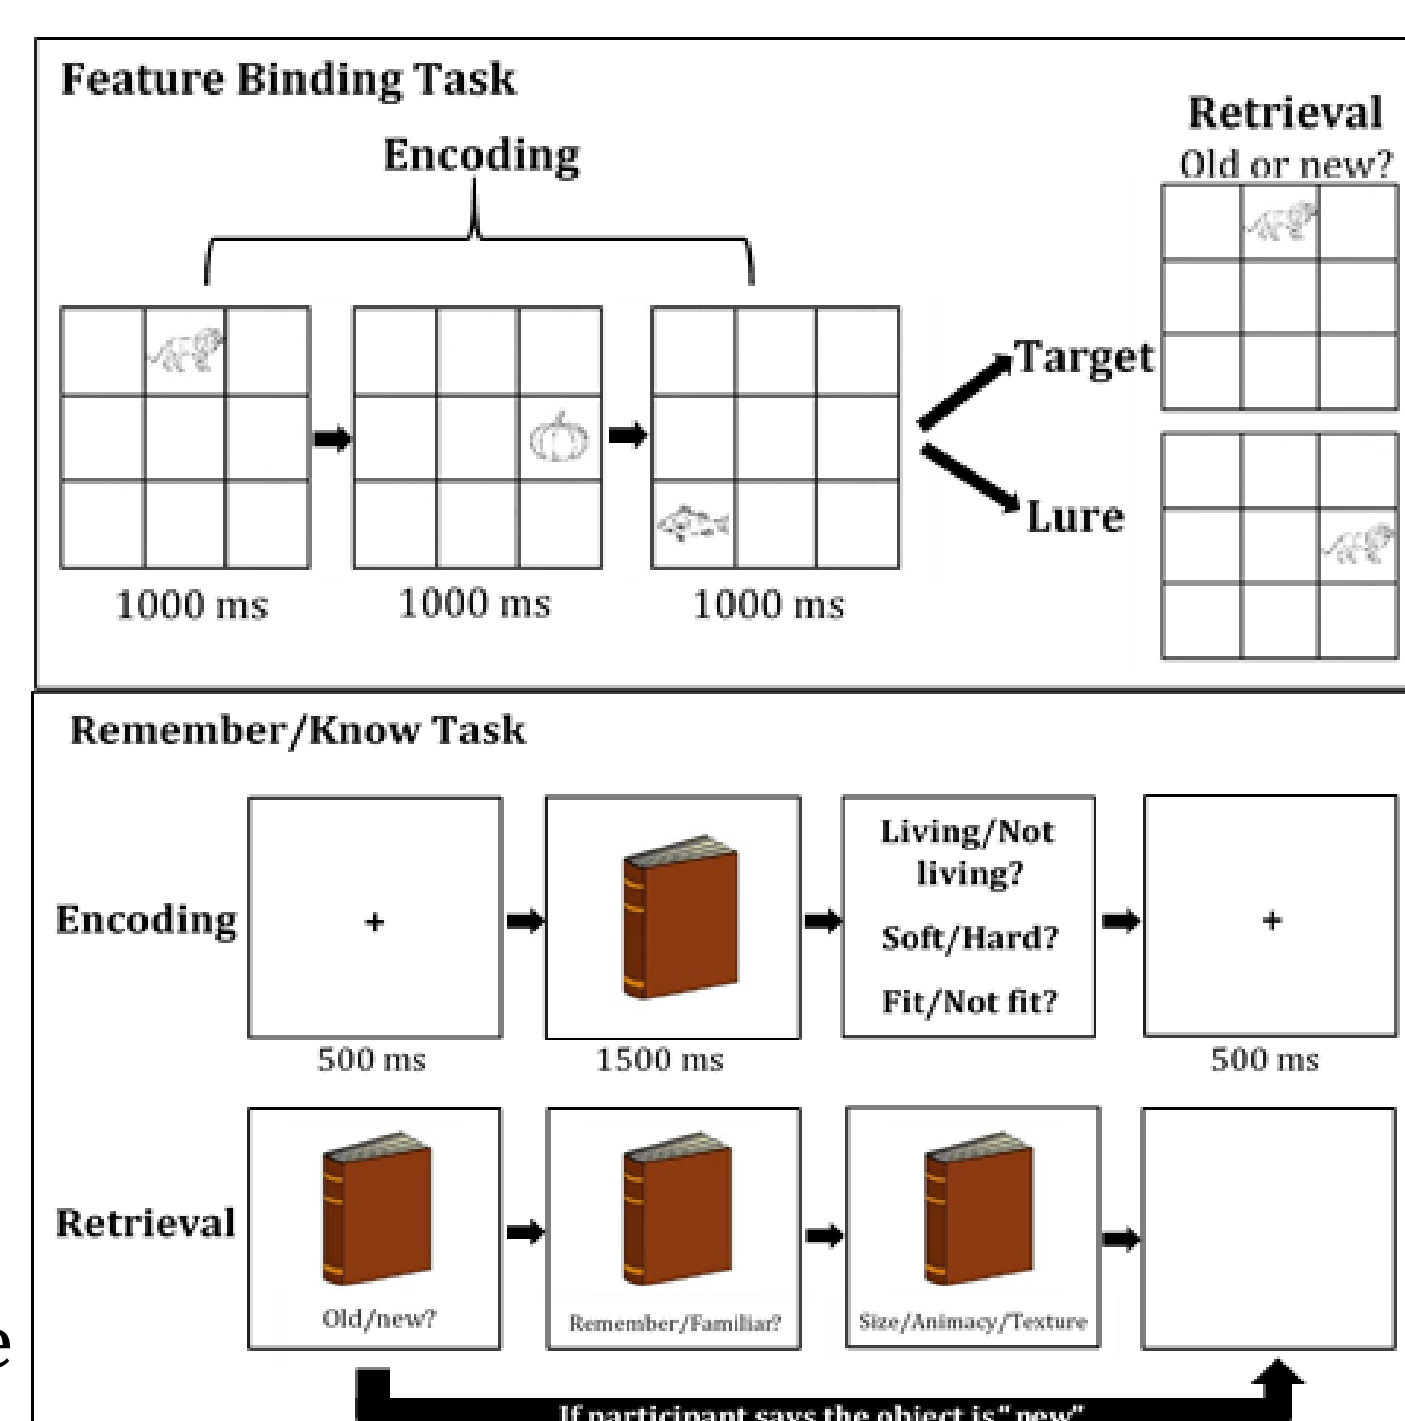 Feature Binding Task
Encoding
Retrieval
Old or new?
Target
Lure
1000 ms
1000 ms
1000 ms
Remember/Know Task
Encoding
+
Living/Not
living?
Soft/Hard?
Fit/Not fit?
+
500 ms
1500 ms
500 ms
Retrieval
Old/new?
Remember/Familiar?
Size/Animacy/Texture
e
If participant says the object is "new"